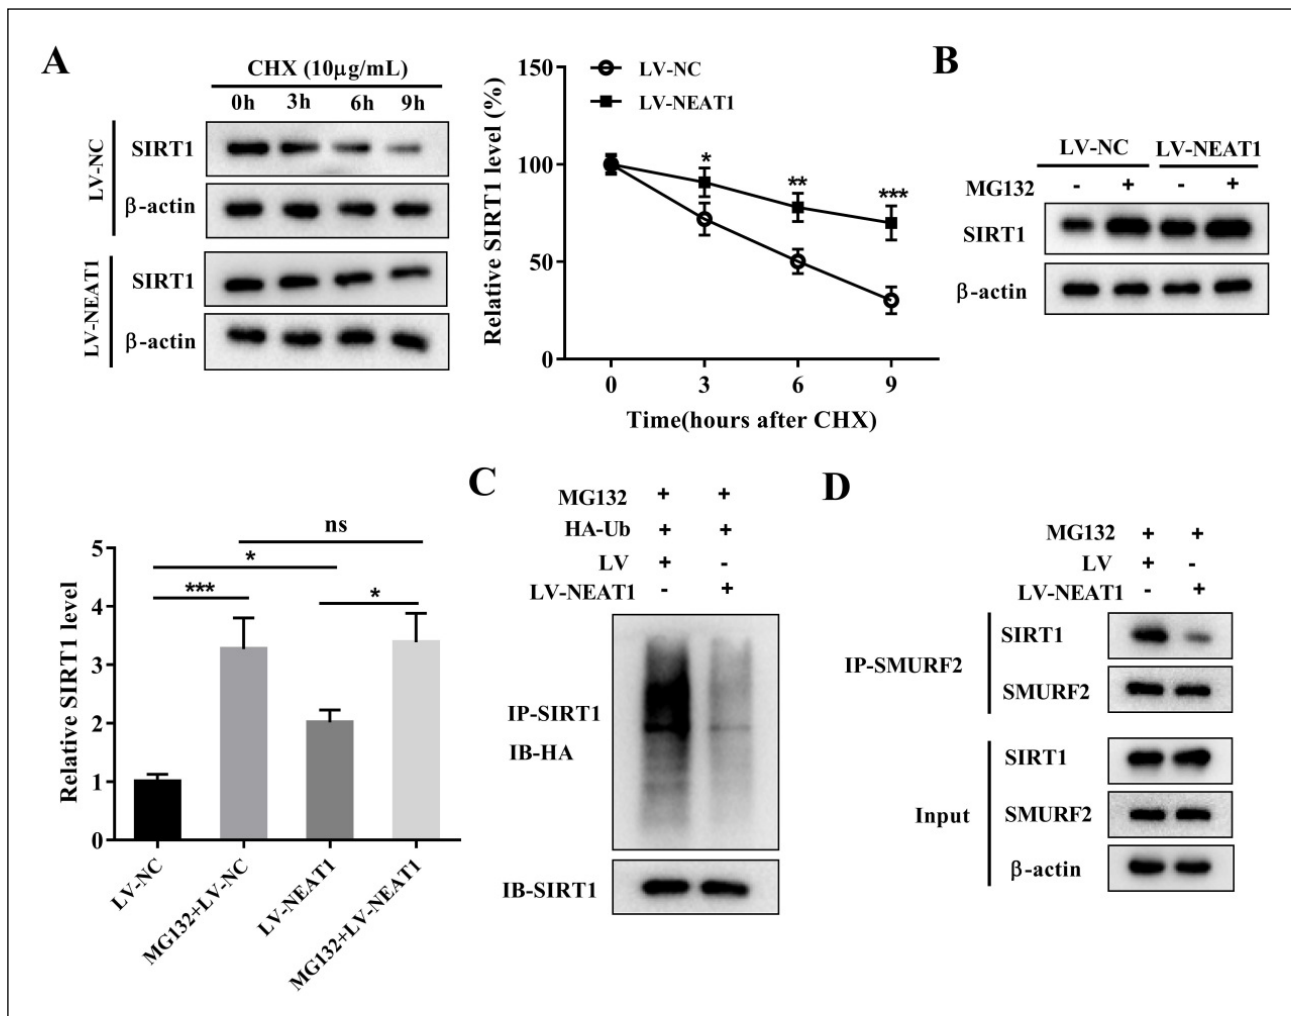 A
CHX (10μg/mL)
0h 3h 6h 9h
LV-NC
SIRT1
β-actin
LV-NEAT1
SIRT1
β-actin
Relative SIRT1 level (%)
150
100
50
0
LV-NC
LV-NEAT1
* ** ***
0 3 6 9
Time(hours after CHX)
B
LV-NC LV-NEAT1
MG132 - + - +
SIRT1
β-actin
Relative SIRT1 level
5
4
3
2
1
0
ns
*
***
*
LV-NC
MG132+LV-NC
LV-NEAT1
MG132+LV-NEAT1
C
MG132 + +
HA-Ub + +
LV + -
LV-NEAT1 - +
IP-SIRT1
IB-HA
IB-SIRT1
D
MG132 + +
LV + -
LV-NEAT1 - +
IP-SMURF2
SIRT1
SMURF2
Input
SIRT1
SMURF2
β-actin